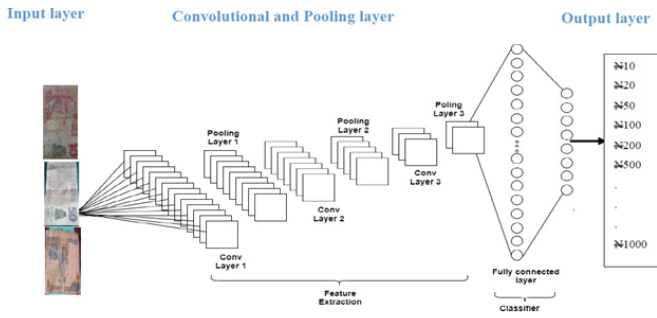 Input layer
Convolutional and Pooling layer
Output layer
Pooling
Layer 1
Pooling
Layer 2
Poling
Layer 3
Conv
Layer 1
Conv
Layer 2
Conv
Layer 3
Feature
Extraction
Fully connected
layer
Classifier
₦10
₦20
₦50
₦100
₦200
₦500
.
.
.
₦1000